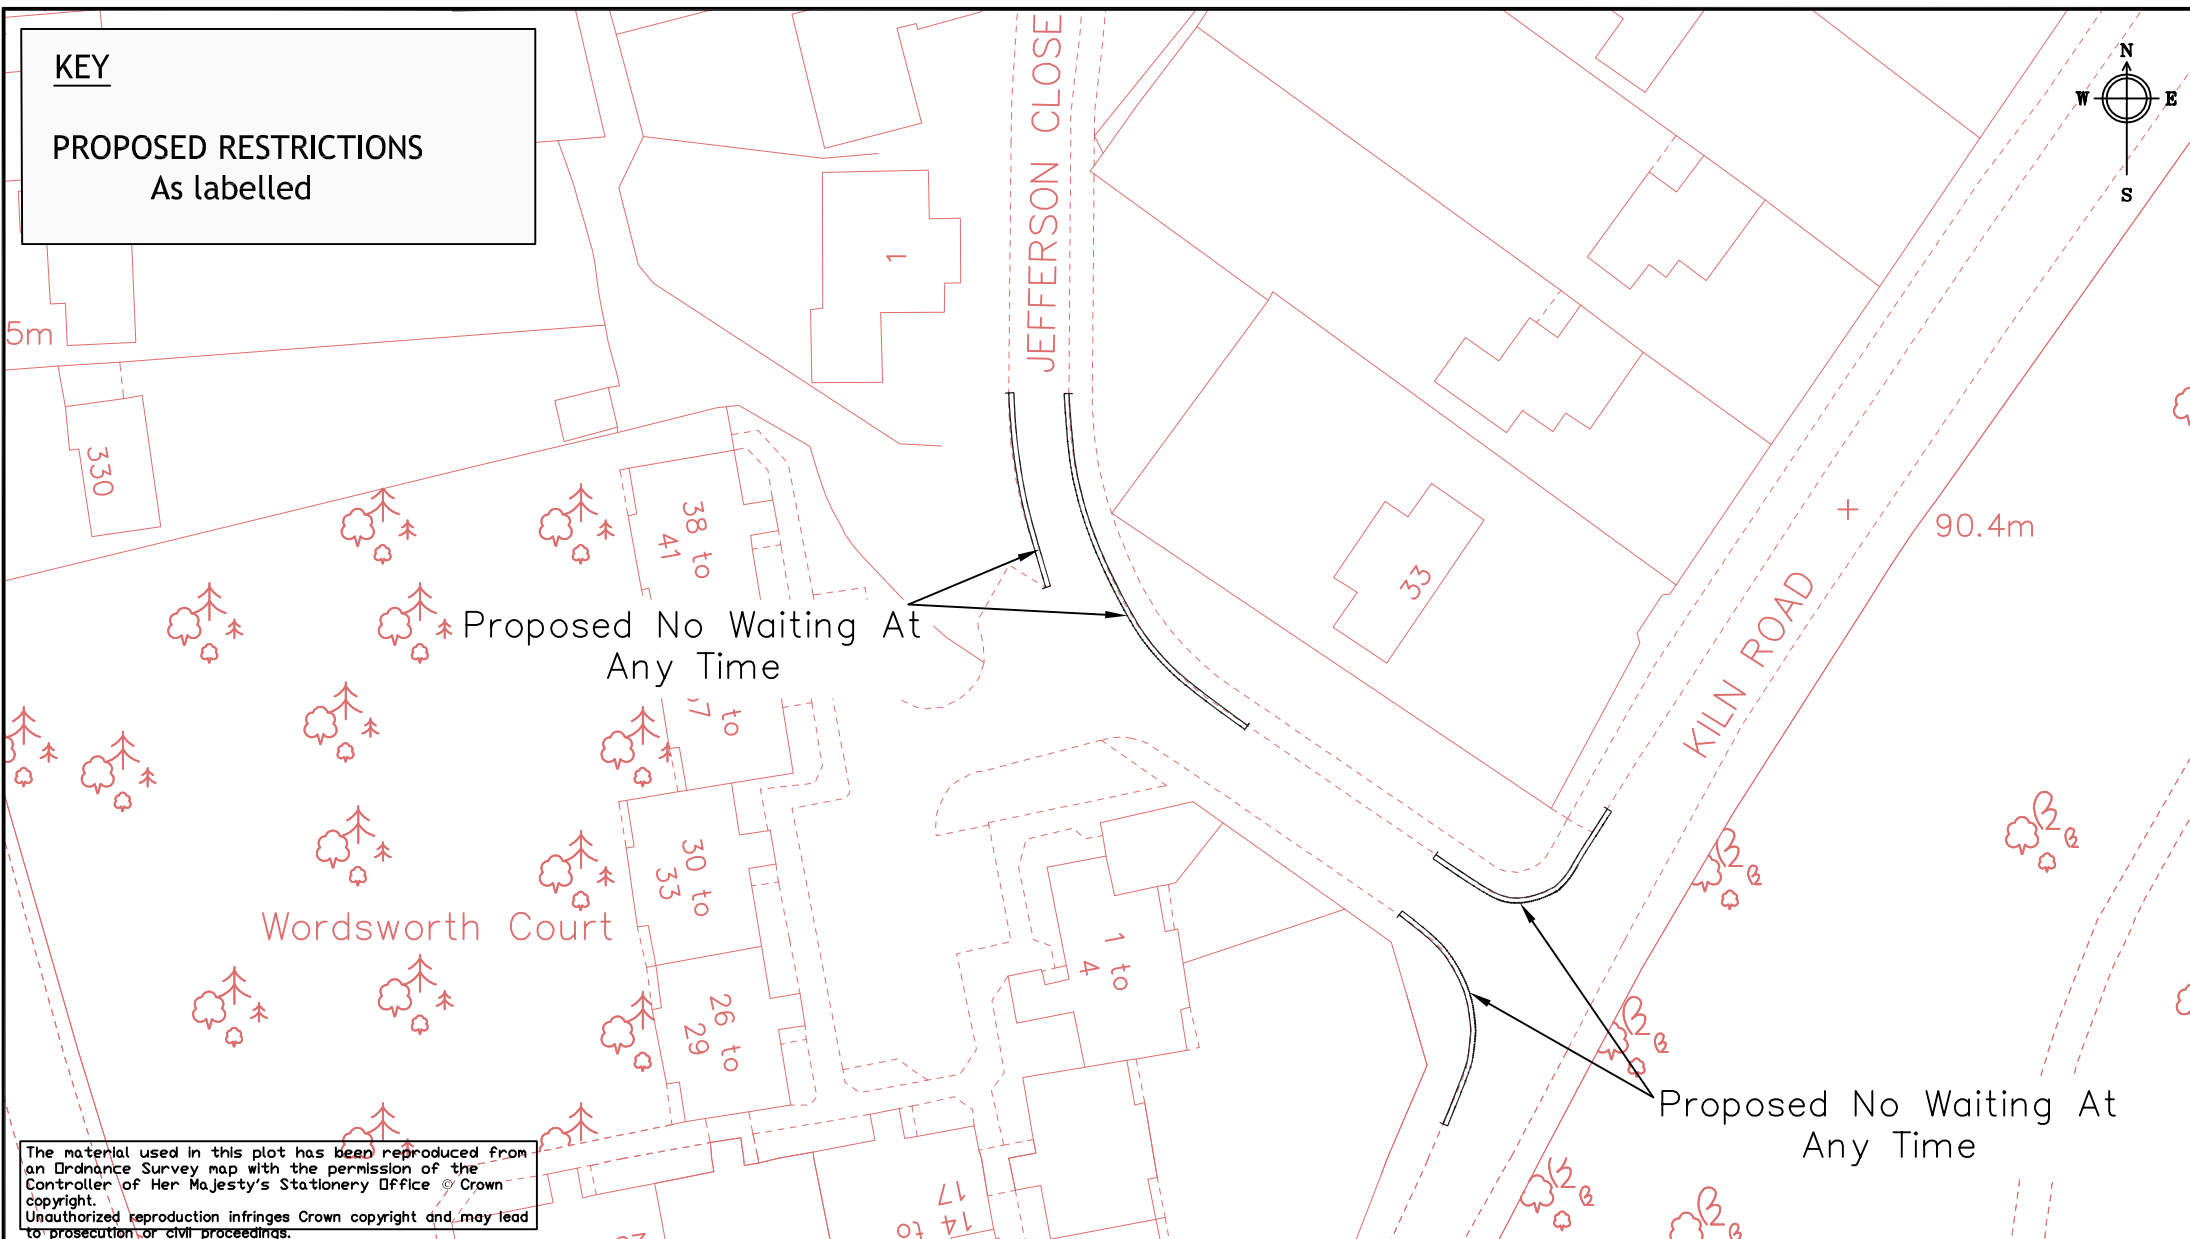 KEY
PROPOSED RESTRICTIONS
As labelled
N
W E
S
JEFFERSON CLOSE
1
5m
330
38 to
41
90.4m
33
Proposed No Waiting At
Any Time
KILN ROAD
to
30 to
33
Wordsworth Court
1 to
4
26 to
29
Proposed No Waiting At
Any Time
14 to
17
The material used in this plot has been reproduced from
an Ordnance Survey map with the permission of the
Controller of Her Majesty's Stationery Office © Crown
copyright.
Unauthorized reproduction infringes Crown copyright and may lead
to prosecution or civil proceedings.